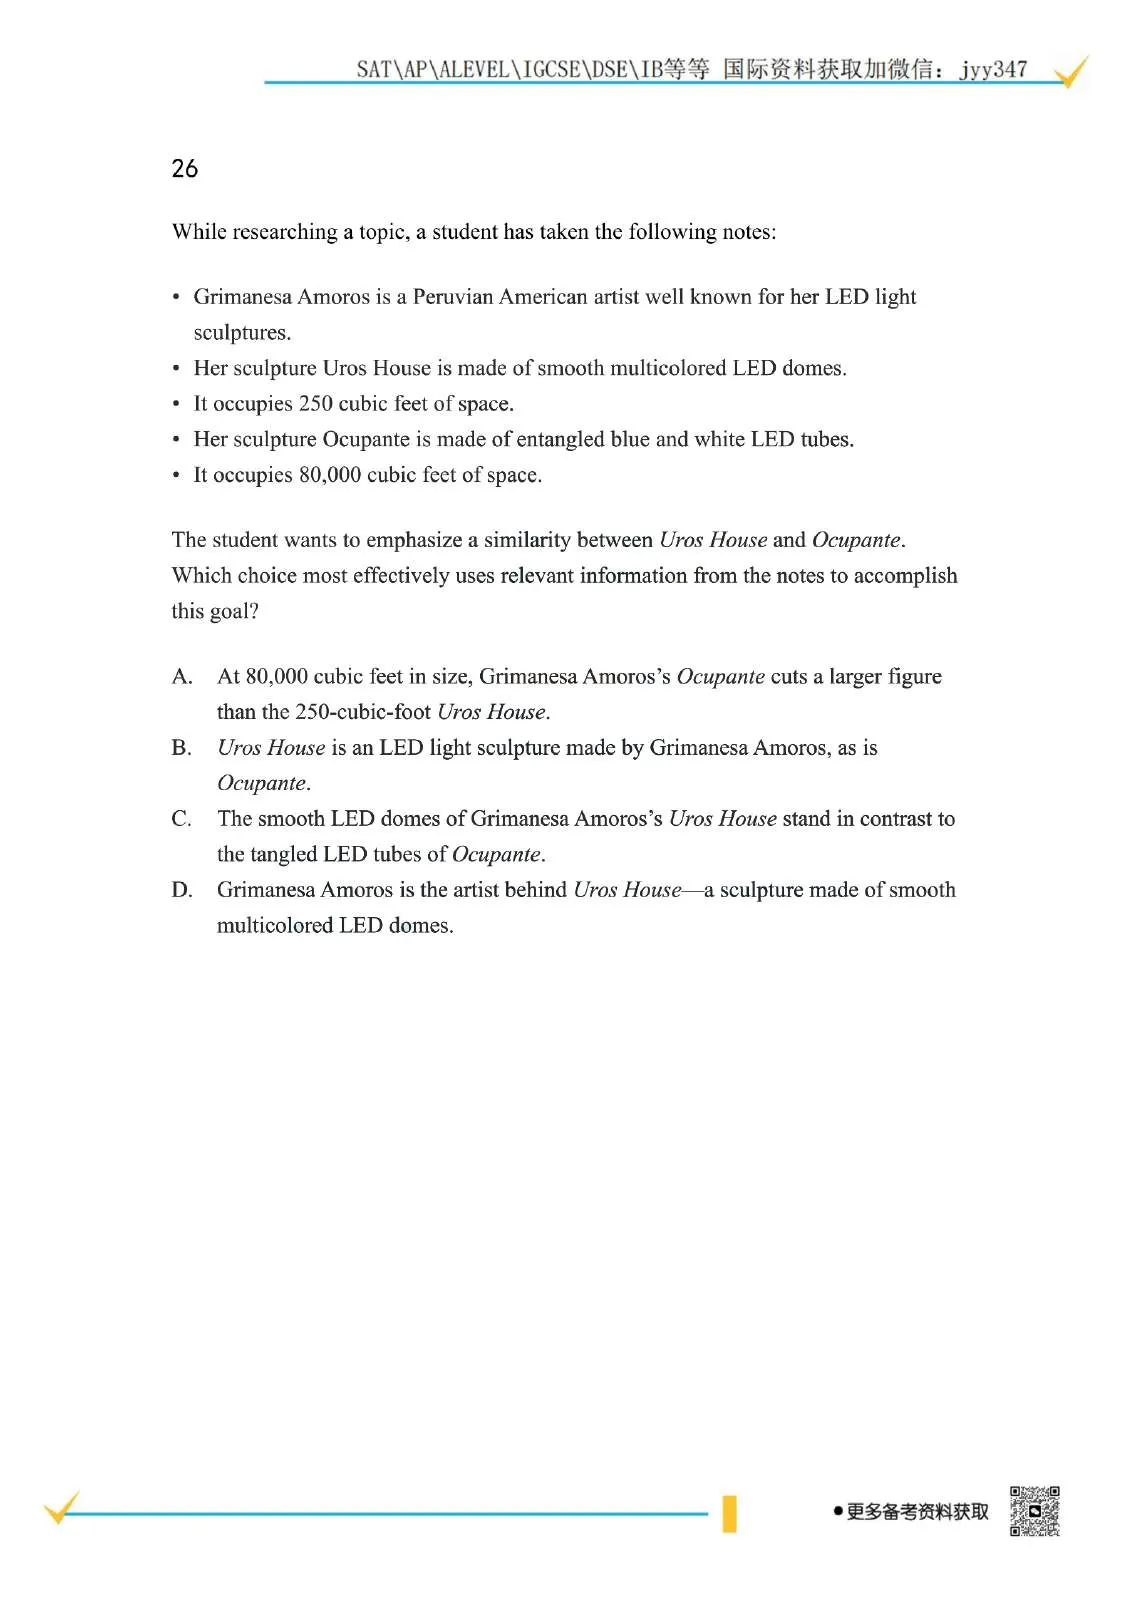 SAT\AP\ALEVEL\IGCSE\DSE\IB等等 国际资料获取加微信：jyy347
26
While researching a topic, a student has taken the following notes:
• Grimanesa Amoros is a Peruvian American artist well known for her LED light
sculptures.
• Her sculpture Uros House is made of smooth multicolored LED domes.
• It occupies 250 cubic feet of space.
• Her sculpture Ocupante is made of entangled blue and white LED tubes.
• It occupies 80,000 cubic feet of space.
The student wants to emphasize a similarity between Uros House and Ocupante.
Which choice most effectively uses relevant information from the notes to accomplish
this goal?
A. At 80,000 cubic feet in size, Grimanesa Amoros’s Ocupante cuts a larger figure
than the 250-cubic-foot Uros House.
B. Uros House is an LED light sculpture made by Grimanesa Amoros, as is
Ocupante.
C. The smooth LED domes of Grimanesa Amoros’s Uros House stand in contrast to
the tangled LED tubes of Ocupante.
D. Grimanesa Amoros is the artist behind Uros House—a sculpture made of smooth
multicolored LED domes.
•更多备考资料获取